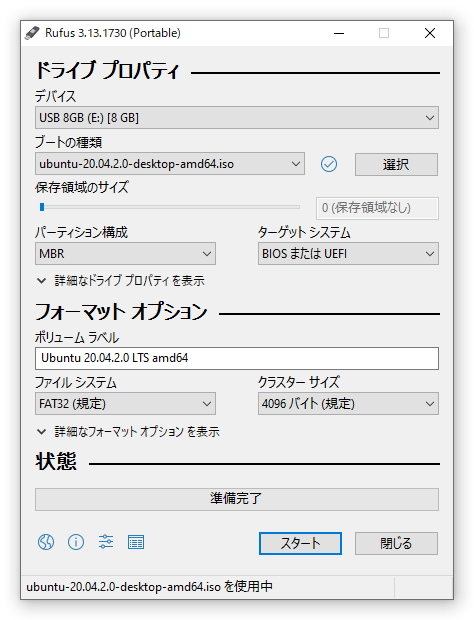 Rufus 3.13.1730 (Portable)
ドライブ プロパティ
デバイス
USB 8GB (E:) [8 GB]
ブートの種類
ubuntu-20.04.2.0-desktop-amd64.iso
選択
保存領域のサイズ
0 (保存領域なし)
パーティション構成
ターゲット システム
MBR
BIOS または UEFI
詳細なドライブ プロパティを表示
フォーマット オプション
ボリューム ラベル
Ubuntu 20.04.2.0 LTS amd64
ファイル システム
クラスター サイズ
FAT32 (規定)
4096 バイト (規定)
詳細なフォーマット オプション を表示
状態
準備完了
スタート
閉じる
ubuntu-20.04.2.0-desktop-amd64.iso を使用中